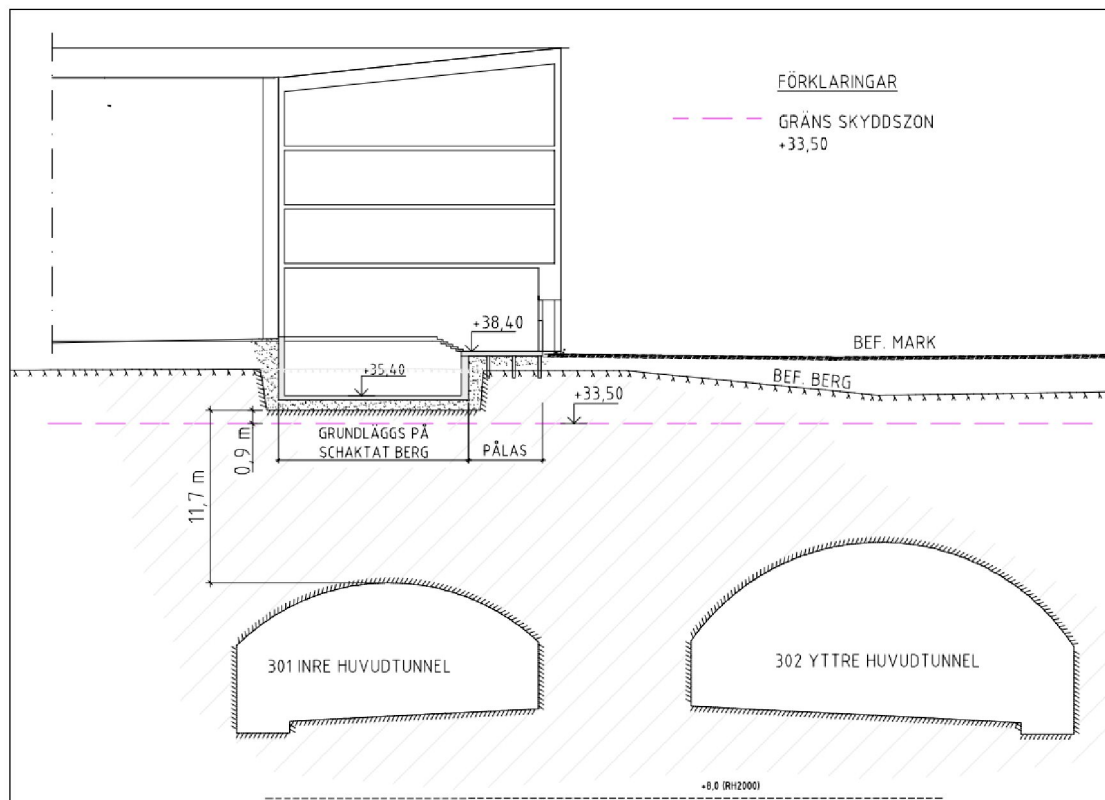 FÖRKLARINGAR
GRÄNS SKYDDSZON
+33,50
+38,40
BEF. MARK
BEF. BERG
+35,40
+33,50
GRUNDLÄGGS PÅ
SCHAKTAT BERG
PÅLAS
0,9 m
11,7 m
301 INRE HUVUDTUNNEL
302 YTTRE HUVUDTUNNEL
+8,0 (RH2000)